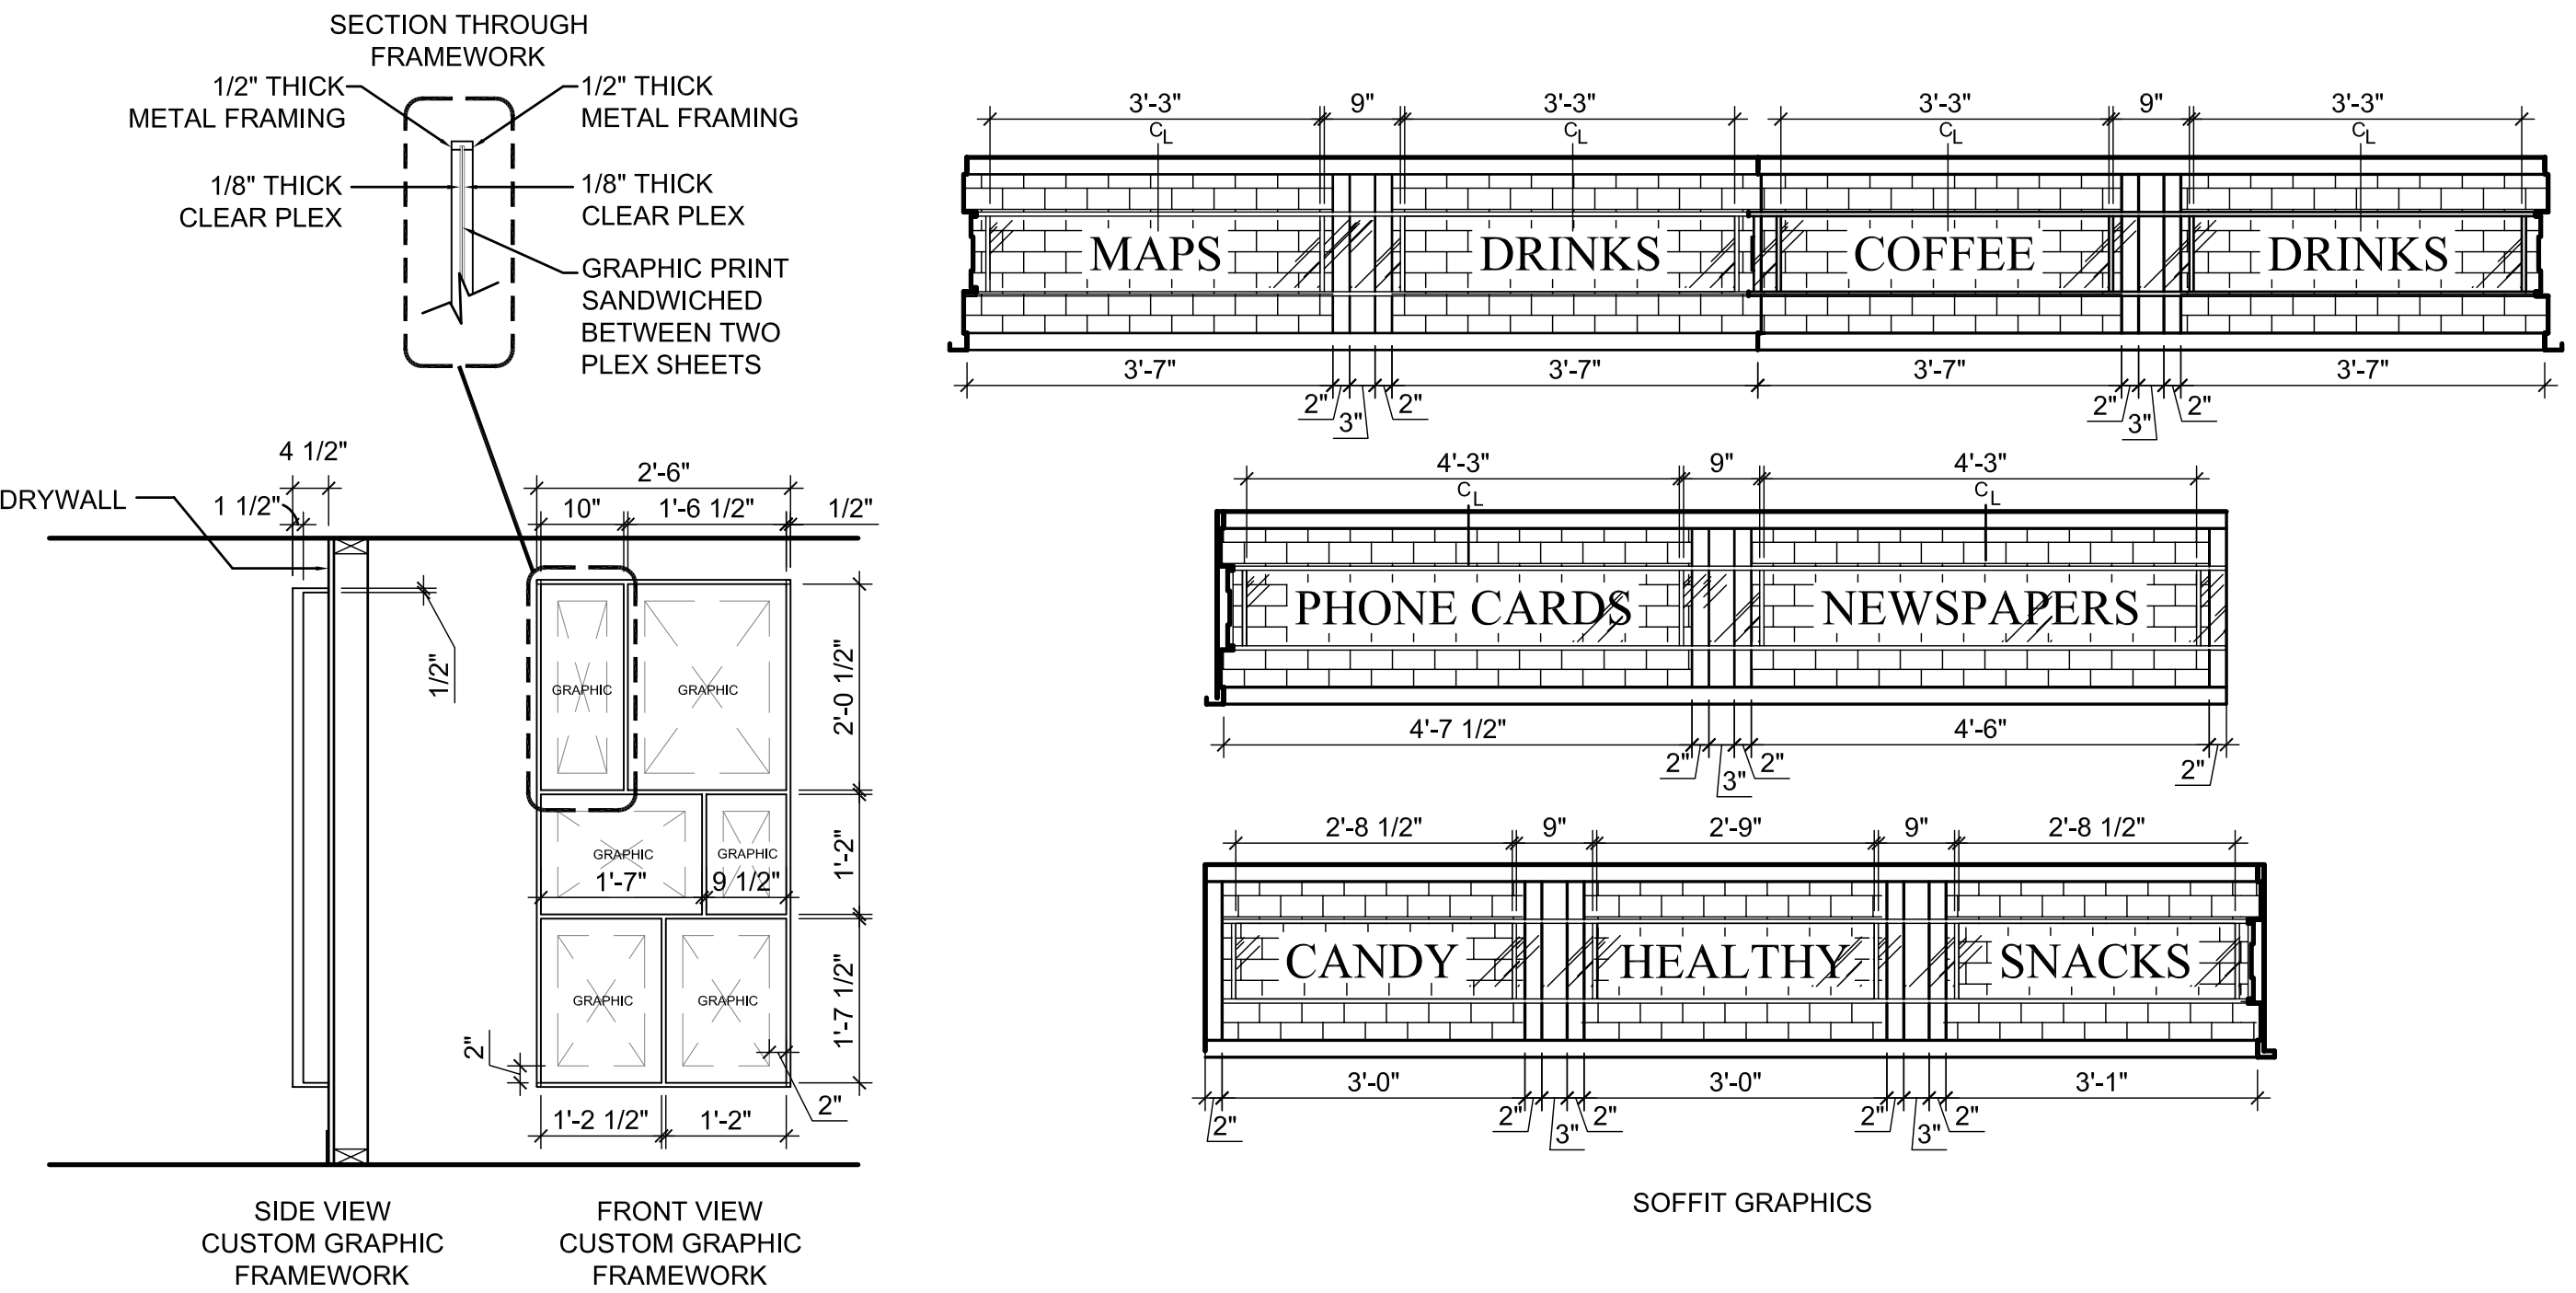 SECTION THROUGH
FRAMEWORK
1/2" THICK
METAL FRAMING
1/2" THICK
METAL FRAMING
1/8" THICK
CLEAR PLEX
1/8" THICK
CLEAR PLEX
GRAPHIC PRINT
SANDWICHED
BETWEEN TWO
PLEX SHEETS
4 1/2"
DRYWALL
1 1/2"
1/2"
2'-6"
10"
1'-6 1/2"
1/2"
GRAPHIC
GRAPHIC
2'-0 1/2"
GRAPHIC
GRAPHIC
1'-7"
9 1/2"
1'-2"
GRAPHIC
GRAPHIC
1'-7 1/2"
2"
2"
1'-2 1/2"
1'-2"
SIDE VIEW
CUSTOM GRAPHIC
FRAMEWORK
FRONT VIEW
CUSTOM GRAPHIC
FRAMEWORK
3'-3"
9"
3'-3"
3'-3"
9"
3'-3"
CL
CL
CL
CL
MAPS
DRINKS
COFFEE
DRINKS
3'-7"
3'-7"
3'-7"
3'-7"
2"
3"
2"
2"
3"
2"
4'-3"
9"
4'-3"
CL
CL
PHONE CARDS
NEWSPAPERS
4'-7 1/2"
4'-6"
2"
3"
2"
2"
2'-8 1/2"
9"
2'-9"
9"
2'-8 1/2"
CANDY
HEALTHY
SNACKS
3'-0"
3'-0"
3'-1"
2"
2"
3"
2"
2"
3"
2"
SOFFIT GRAPHICS